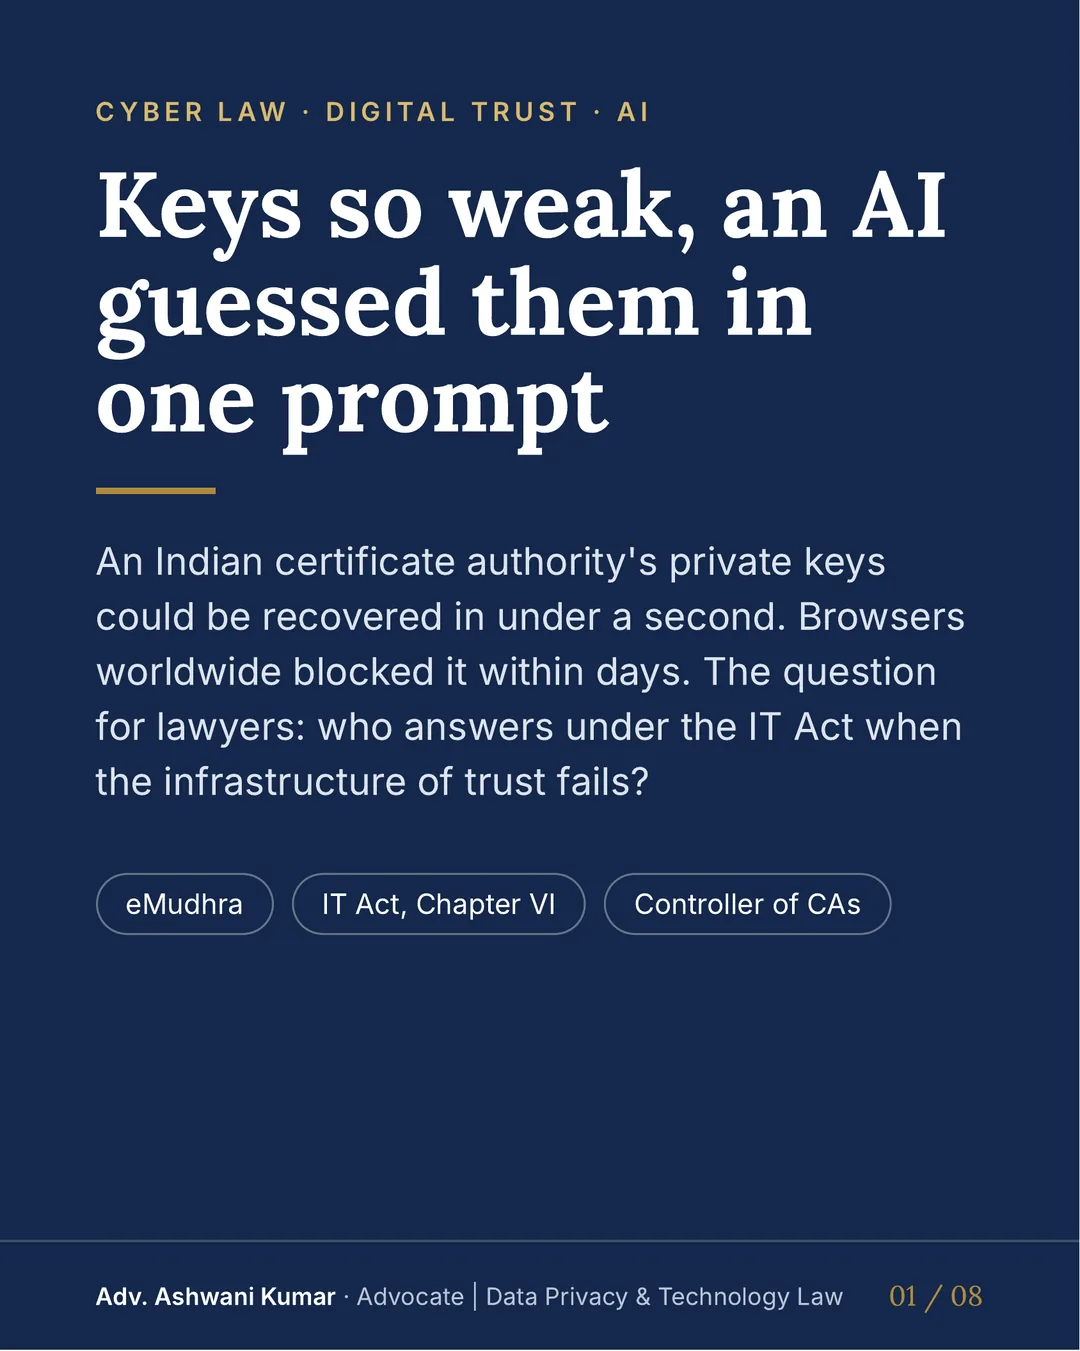 CYBER LAW · DIGITAL TRUST · AI
Keys so weak, an AI
guessed them in
one prompt
An Indian certificate authority's private keys
could be recovered in under a second. Browsers
worldwide blocked it within days. The question
for lawyers: who answers under the IT Act when
the infrastructure of trust fails?
eMudhra
IT Act, Chapter VI
Controller of CAs
Adv. Ashwani Kumar · Advocate | Data Privacy & Technology Law
01 / 08